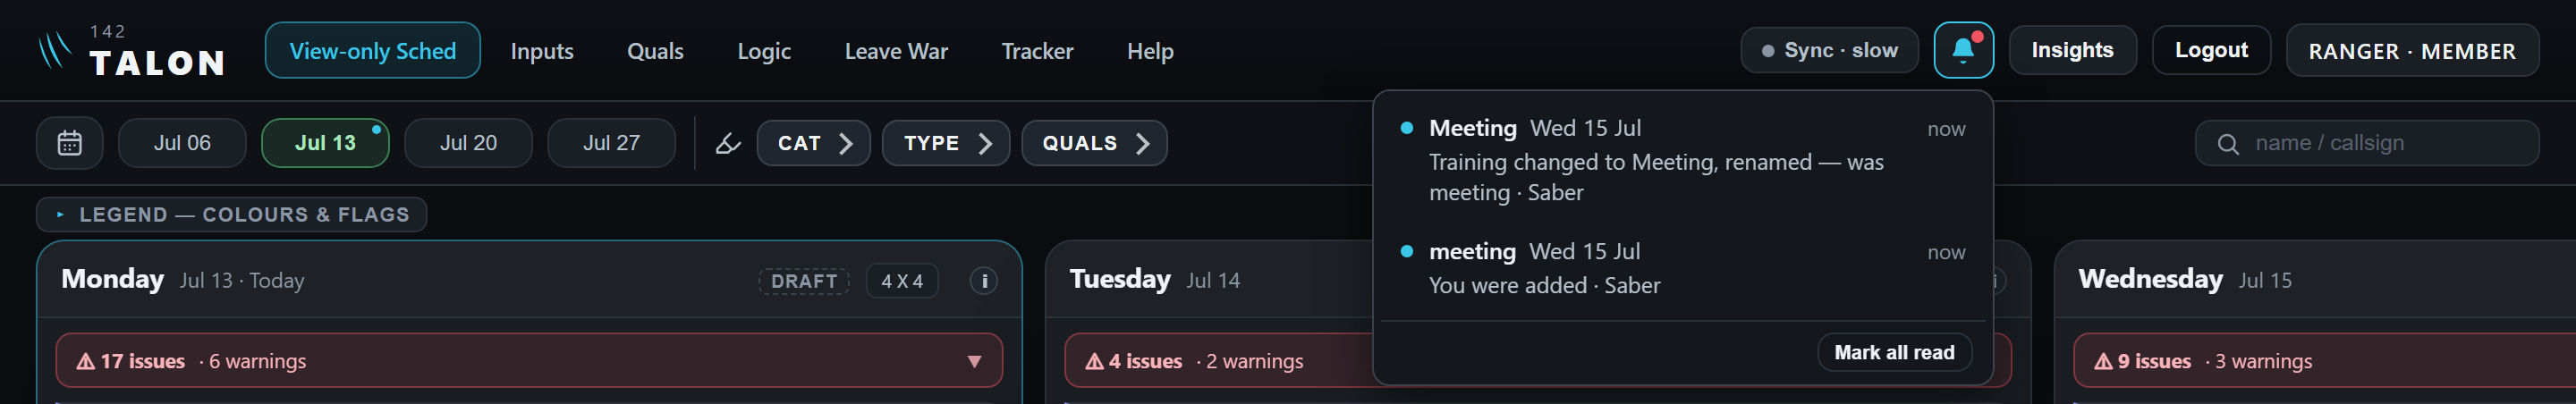 142
TALON
View-only Sched
Inputs
Quals
Logic
Leave War
Tracker
Help
Sync · slow
Insights
Logout
RANGER · MEMBER
Jul 06
Jul 13
Jul 20
Jul 27
CAT
TYPE
QUALS
name / callsign
Meeting Wed 15 Jul now
Training changed to Meeting, renamed — was
meeting · Saber
meeting Wed 15 Jul now
You were added · Saber
Mark all read
LEGEND — COLOURS & FLAGS
Monday Jul 13 · Today DRAFT 4 X 4 i
17 issues · 6 warnings
Tuesday Jul 14 i
4 issues · 2 warnings
Wednesday Jul 15
9 issues · 3 warnings